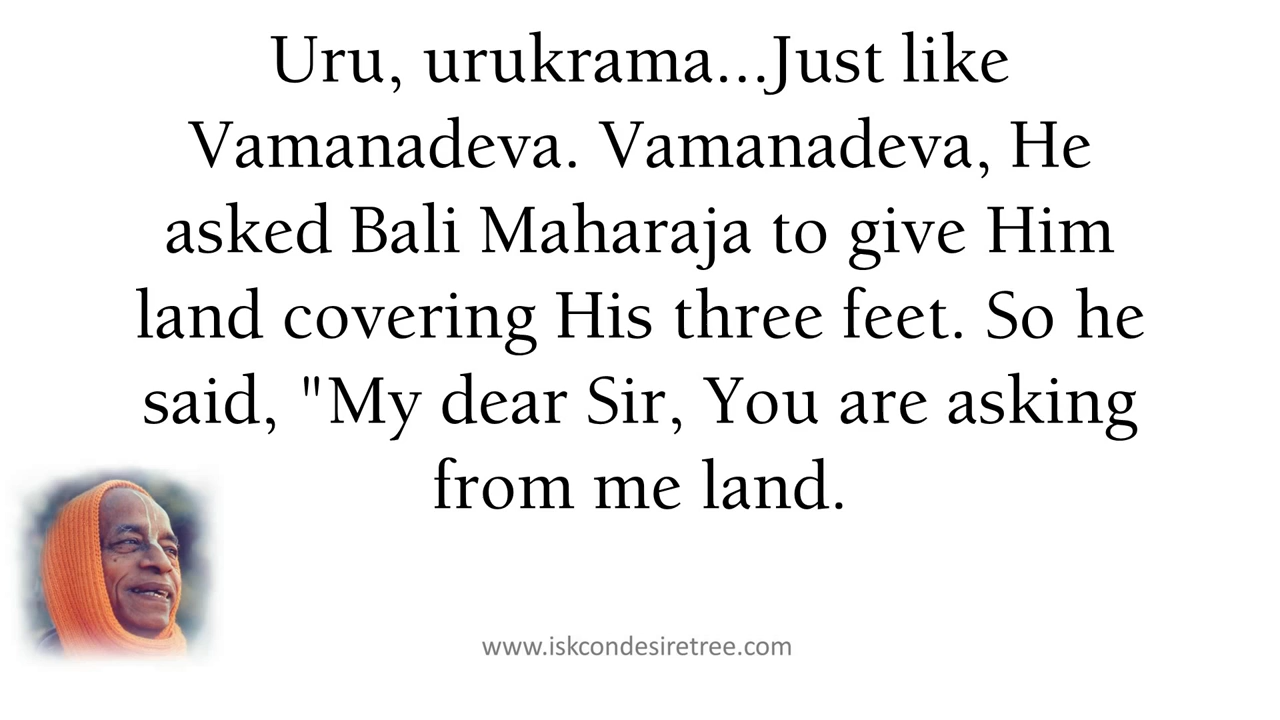 Uru, urukrama...Just like
Vamanadeva. Vamanadeva, He
asked Bali Maharaja to give Him
land covering His three feet. So he
said, "My dear Sir, You are asking
from me land.
www.iskcondesiretree.com